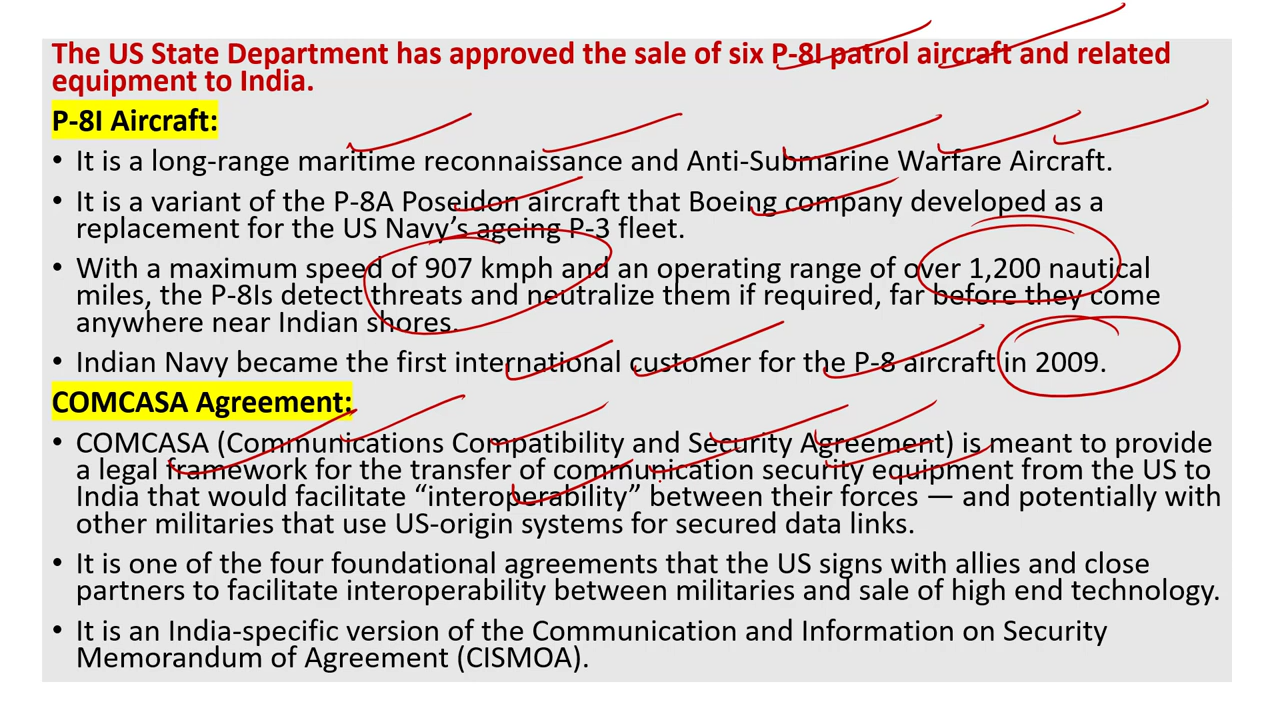 The US State Department has approved the sale of six P-8I patrol aircraft and related
equipment to India.
P-8I Aircraft:
• It is a long-range maritime reconnaissance and Anti-Submarine Warfare Aircraft.
• It is a variant of the P-8A Poseidon aircraft that Boeing company developed as a
replacement for the US Navy’s ageing P-3 fleet.
• With a maximum speed of 907 kmph and an operating range of over 1,200 nautical
miles, the P-8Is detect threats and neutralize them if required, far before they come
anywhere near Indian shores.
• Indian Navy became the first international customer for the P-8 aircraft in 2009.
COMCASA Agreement:
• COMCASA (Communications Compatibility and Security Agreement) is meant to provide
a legal framework for the transfer of communication security equipment from the US to
India that would facilitate “interoperability” between their forces — and potentially with
other militaries that use US-origin systems for secured data links.
• It is one of the four foundational agreements that the US signs with allies and close
partners to facilitate interoperability between militaries and sale of high end technology.
• It is an India-specific version of the Communication and Information on Security
Memorandum of Agreement (CISMOA).